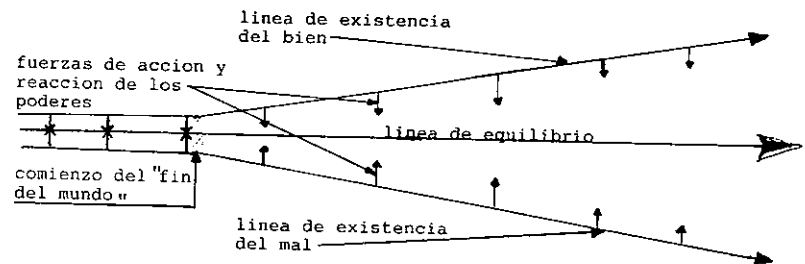 linea de existencia
del bien
fuerzas de accion y
reaccion de los
poderes
linea de equilibrio
comienzo del "fin
del mundo"
linea de existencia
del mal